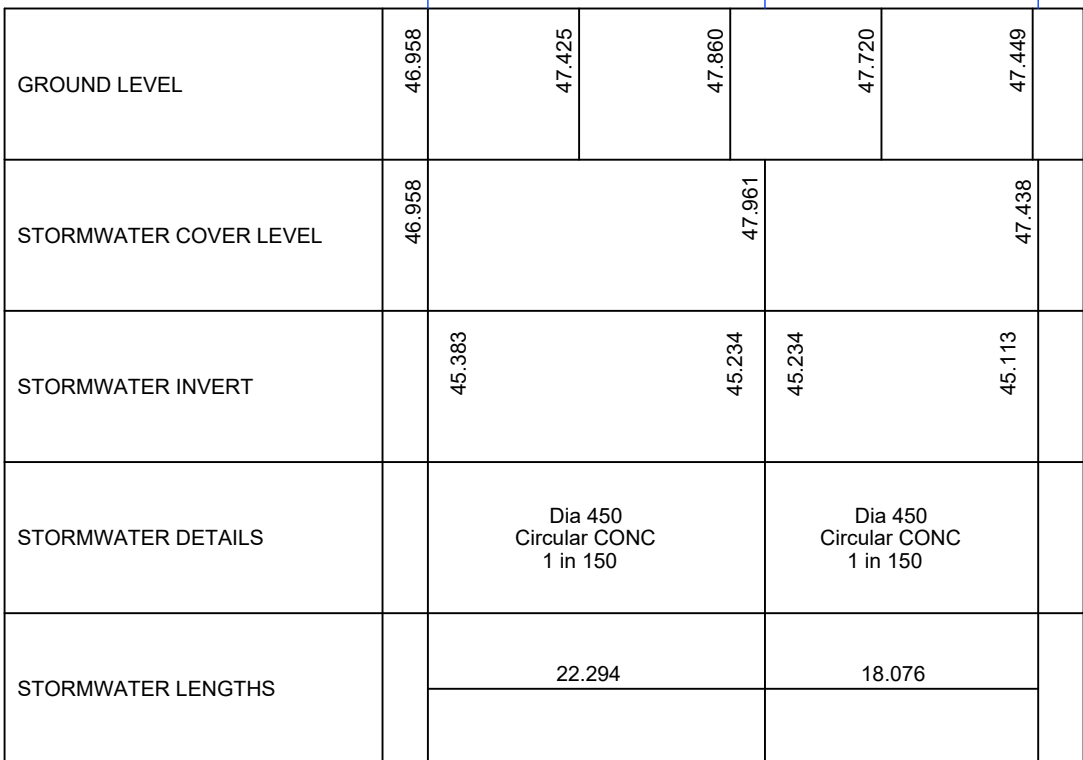 GROUND LEVEL
46.958
47.425
47.860
47.720
47.449
STORMWATER COVER LEVEL
46.958
47.961
47.438
STORMWATER INVERT
45.383
45.234
45.234
45.113
STORMWATER DETAILS
Dia 450
Circular CONC
1 in 150
Dia 450
Circular CONC
1 in 150
STORMWATER LENGTHS
22.294
18.076